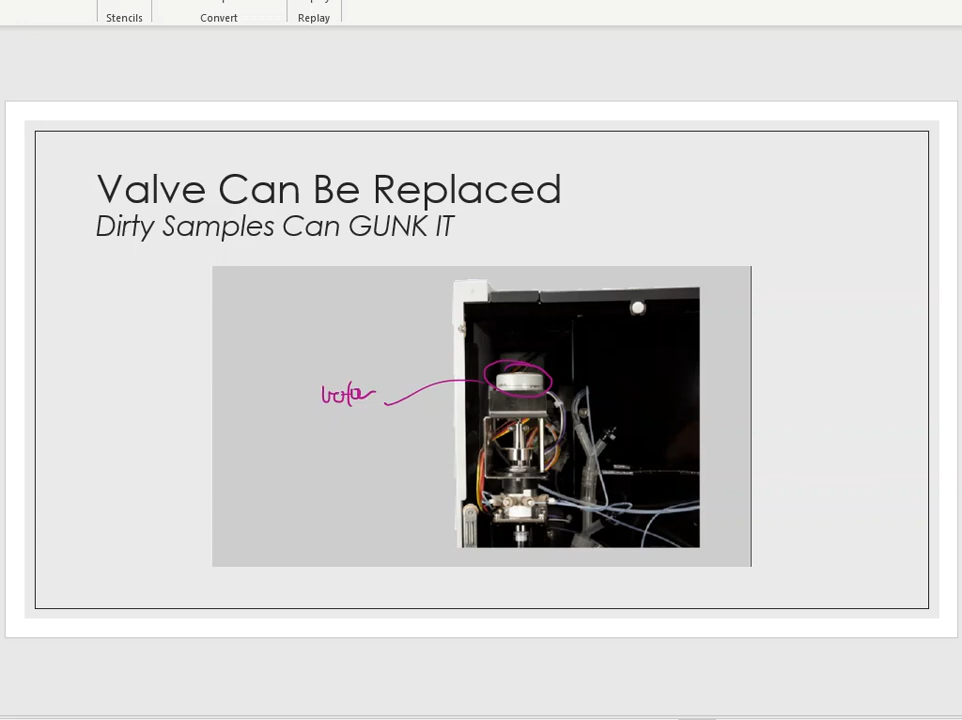 Stencils
Convert
Replay
Valve Can Be Replaced
Dirty Samples Can GUNK IT